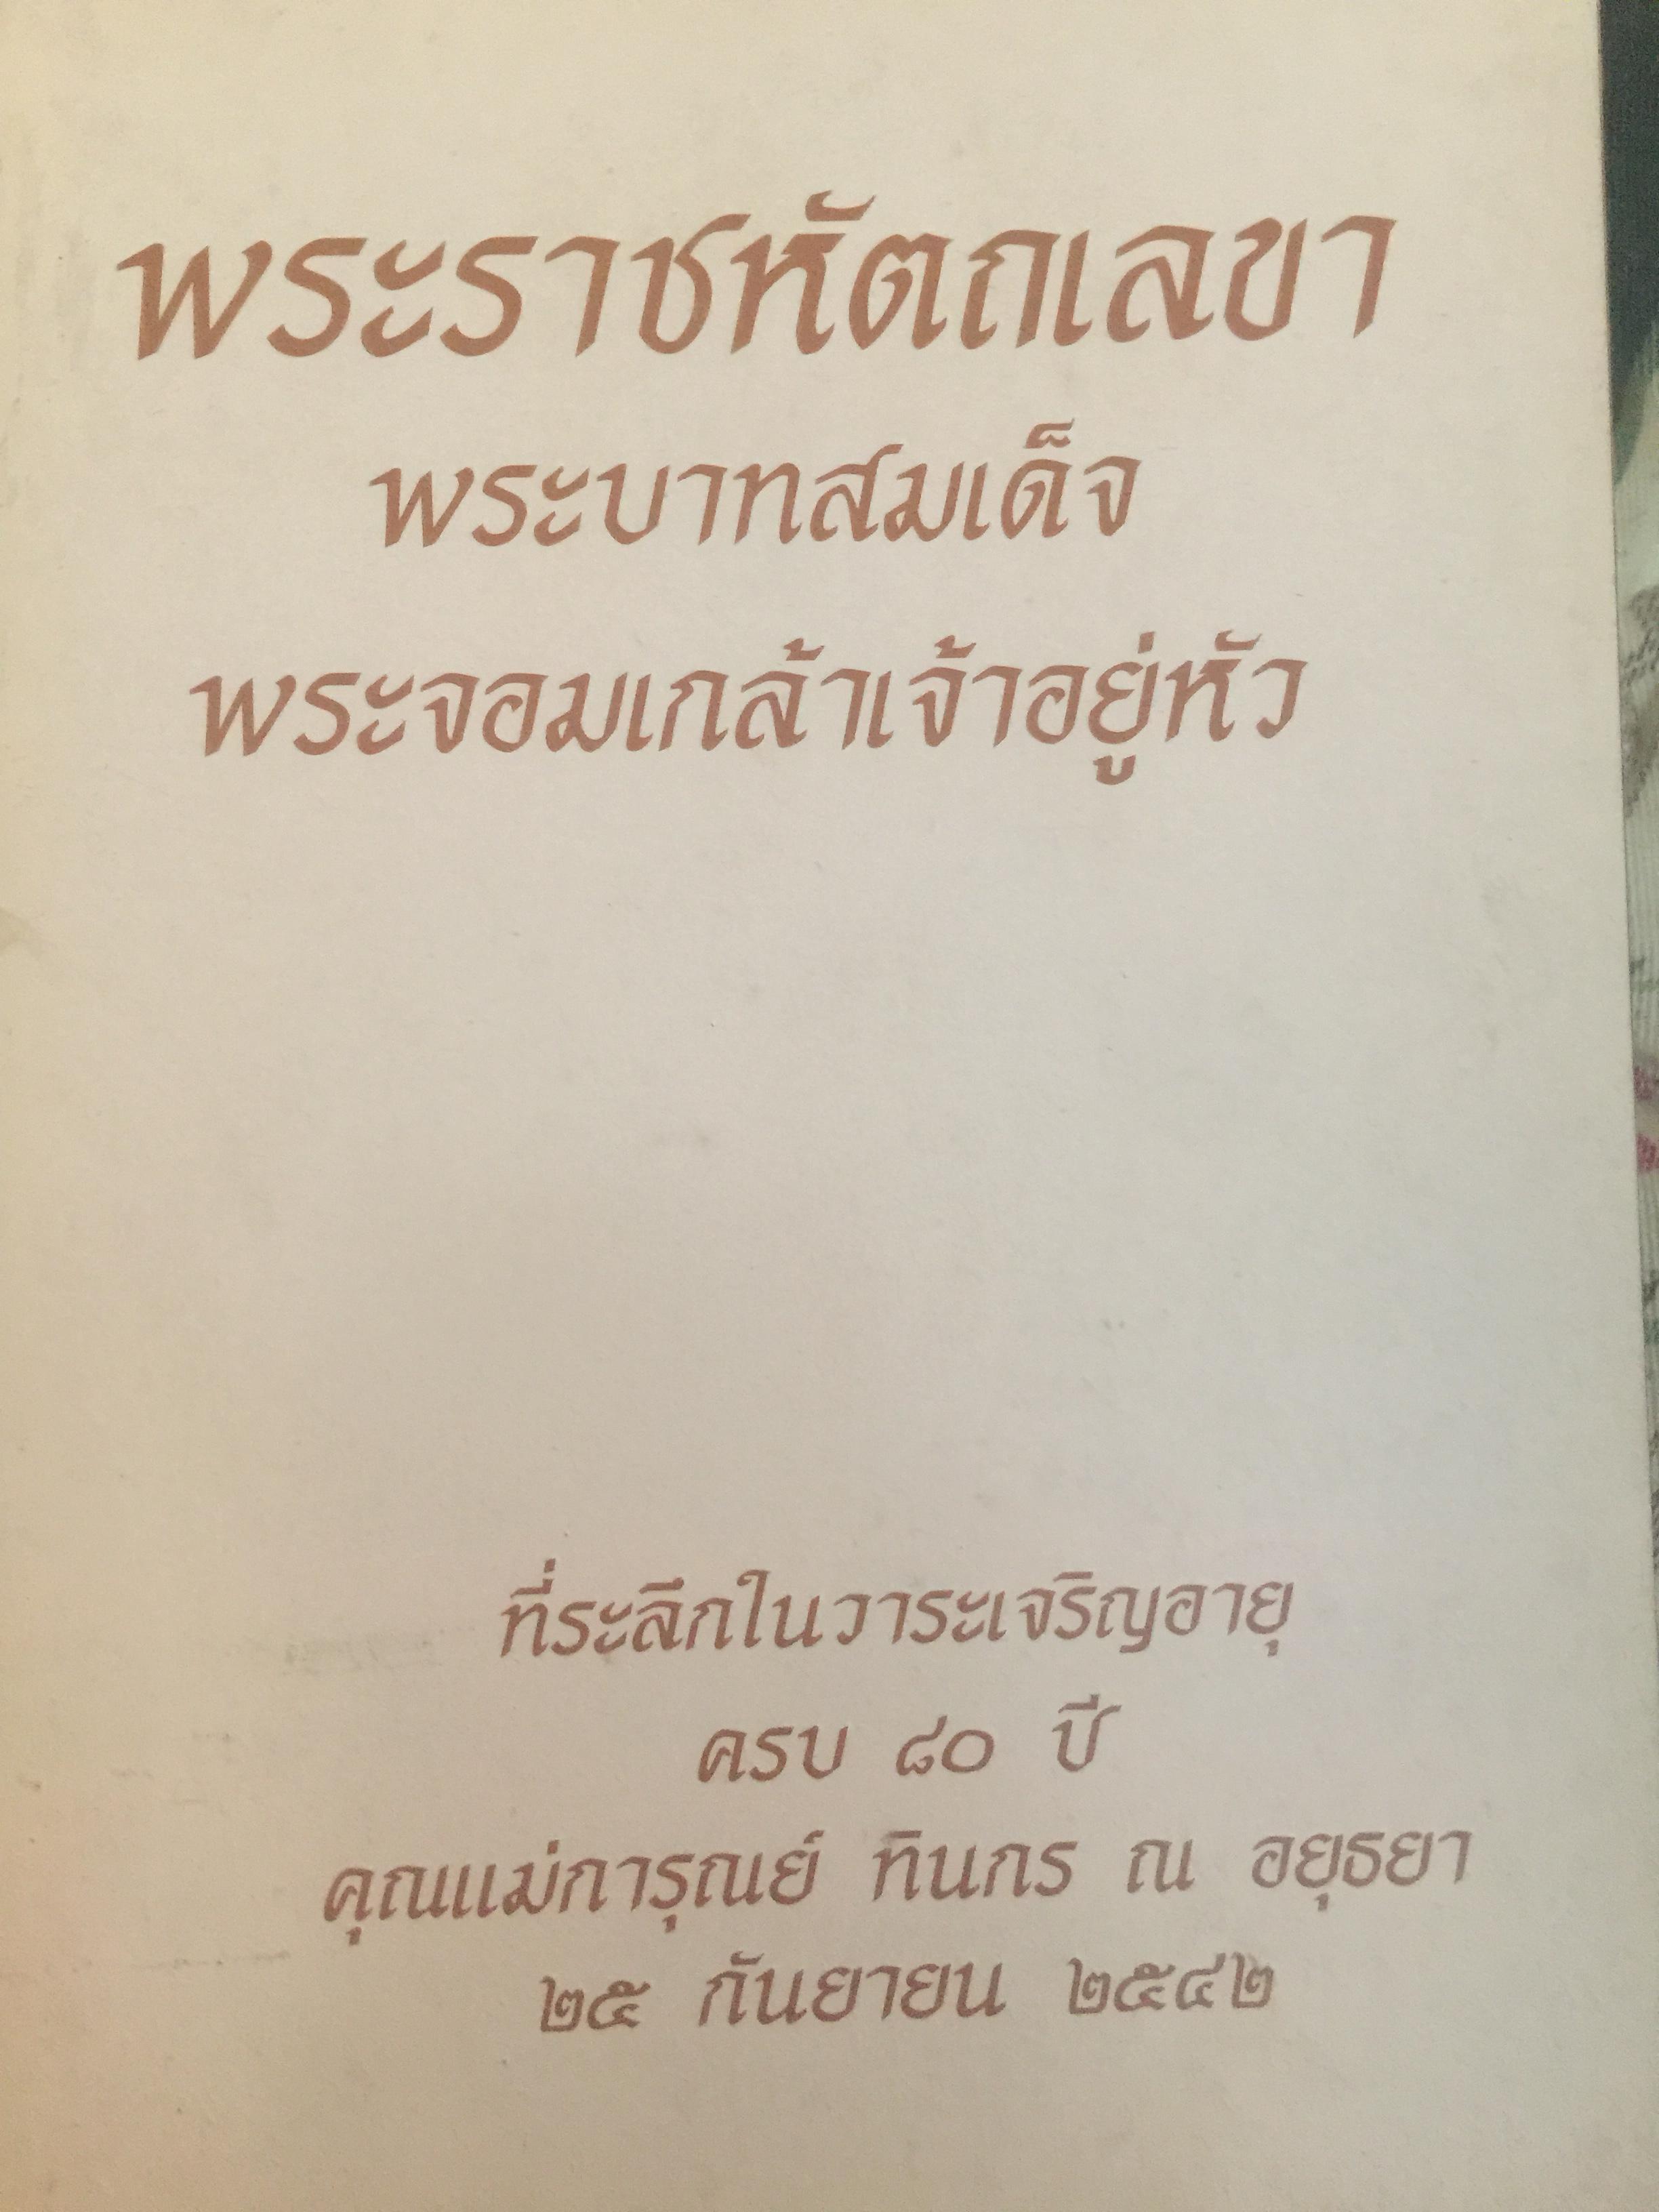 พระราชหัตถเลขา
พระบาทสมเด็จ
พระจอมเกล้าเจ้าอยู่หัว
ที่ระลึกในวาระเจริญอายุ
ครบ ๘๐ ปี
คุณแม่การุณย์ ทินกร ณ อยุธยา
๒๕ กันยายน ๒๕๔๒